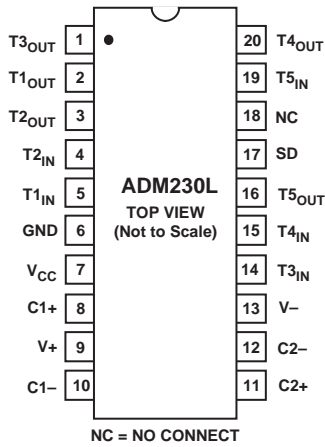 T3OUT 1 20 T4OUT
T1OUT 2 19 T5IN
T2OUT 3 18 NC
T2IN 4 17 SD
T1IN 5 16 T5OUT
GND 6 15 T4IN
VCC 7 14 T3IN
C1+ 8 13 V–
V+ 9 12 C2–
C1– 10 11 C2+
ADM230L
TOP VIEW
(Not to Scale)
NC = NO CONNECT